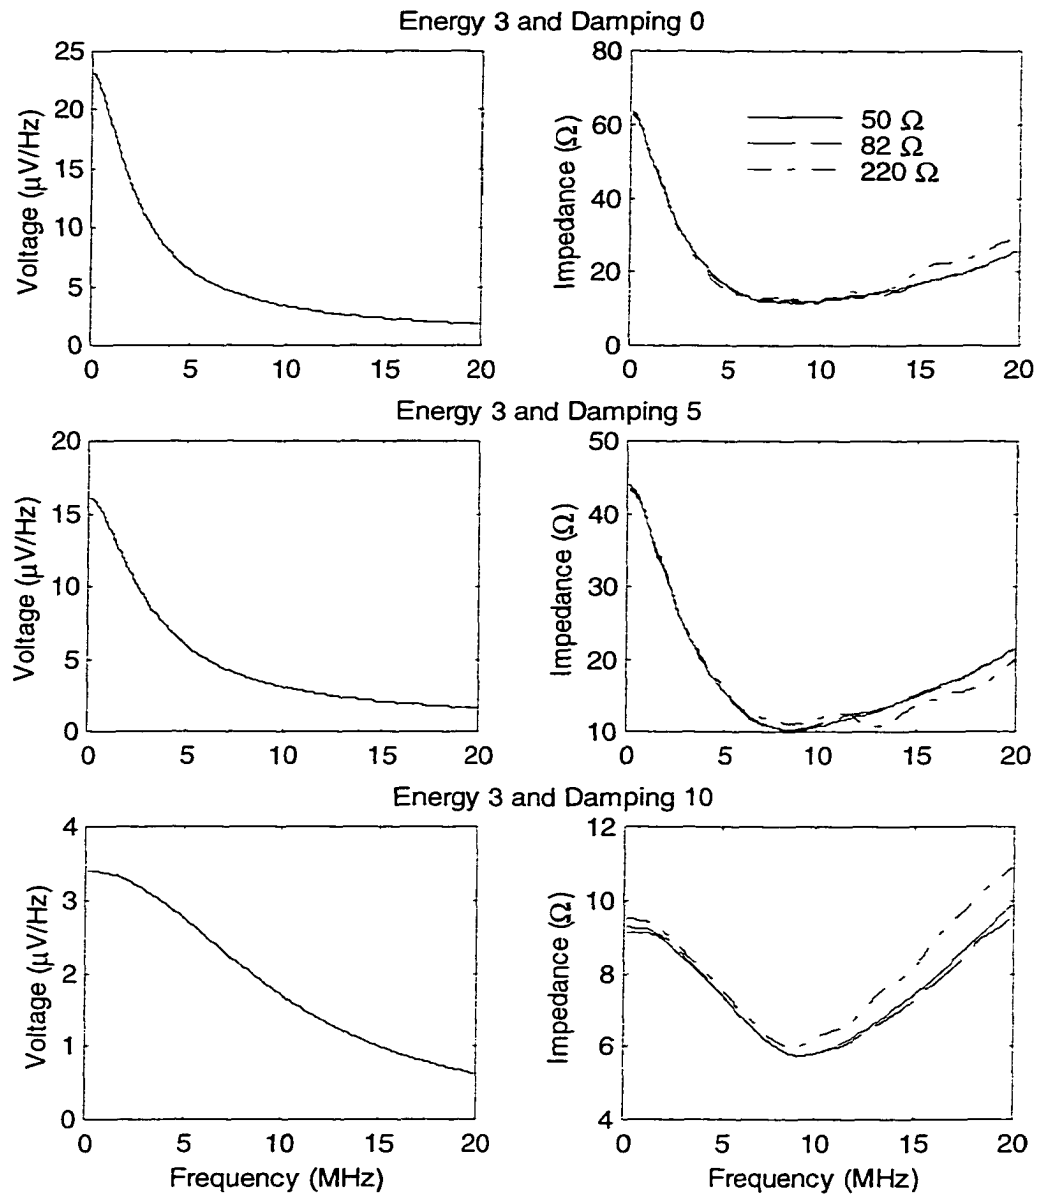 Energy 3 and Damping 0
Voltage (μV/Hz)
25
20
15
10
5
0
0 5 10 15 20
Impedance (Ω)
80
60
40
20
0
0 5 10 15 20
50 Ω
82 Ω
220 Ω
Energy 3 and Damping 5
Voltage (μV/Hz)
20
15
10
5
0
0 5 10 15 20
Impedance (Ω)
50
40
30
20
10
0 5 10 15 20
Energy 3 and Damping 10
Voltage (μV/Hz)
4
3
2
1
0
0 5 10 15 20
Frequency (MHz)
Impedance (Ω)
12
10
8
6
4
0 5 10 15 20
Frequency (MHz)